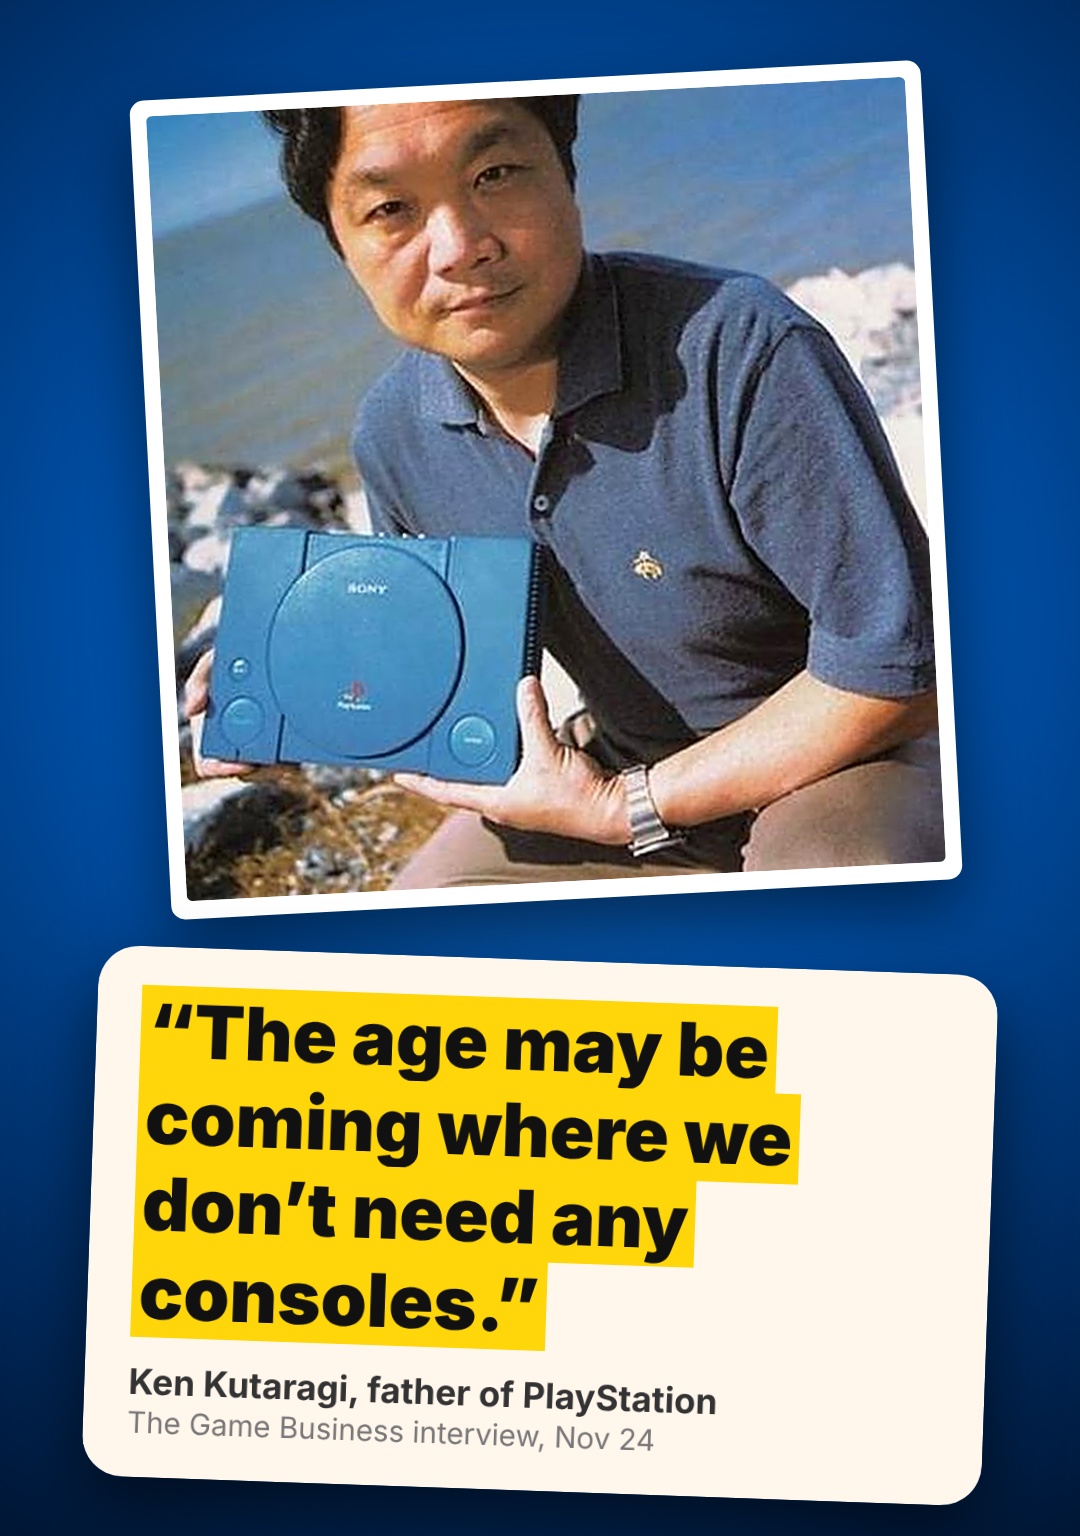 SONY
PlayStation
“The age may be
coming where we
don’t need any
consoles.”
Ken Kutaragi, father of PlayStation
The Game Business interview, Nov 24